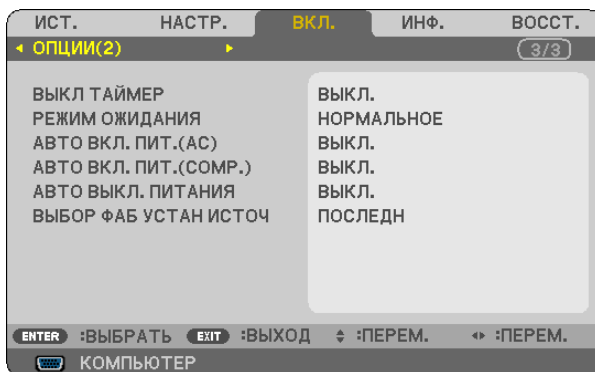 ИСТ. НАСТР. ВКЛ. ИНФ. ВОССТ.
ОПЦИИ(2) 3/3
ВЫКЛ ТАЙМЕР ВЫКЛ.
РЕЖИМ ОЖИДАНИЯ НОРМАЛЬНОЕ
АВТО ВКЛ. ПИТ.(AC) ВЫКЛ.
АВТО ВКЛ. ПИТ.(COMP.) ВЫКЛ.
АВТО ВЫКЛ. ПИТАНИЯ ВЫКЛ.
ВЫБОР ФАБ УСТАН ИСТОЧ ПОСЛЕДН
ENTER :ВЫБРАТЬ EXIT :ВЫХОД :ПЕРЕМ. :ПЕРЕМ.
КОМПЬЮТЕР